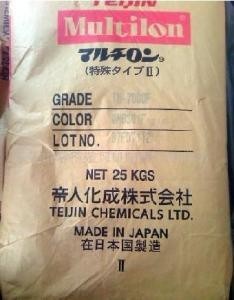 TEIJIN
Multilon
マルチロン®
(特殊タイプⅡ)
GRADE
COLOR
LOT NO.
NET 25 KGS
帝人化成株式会社
TEIJIN CHEMICALS LTD.
MADE IN JAPAN
在日本国製造
Ⅱ